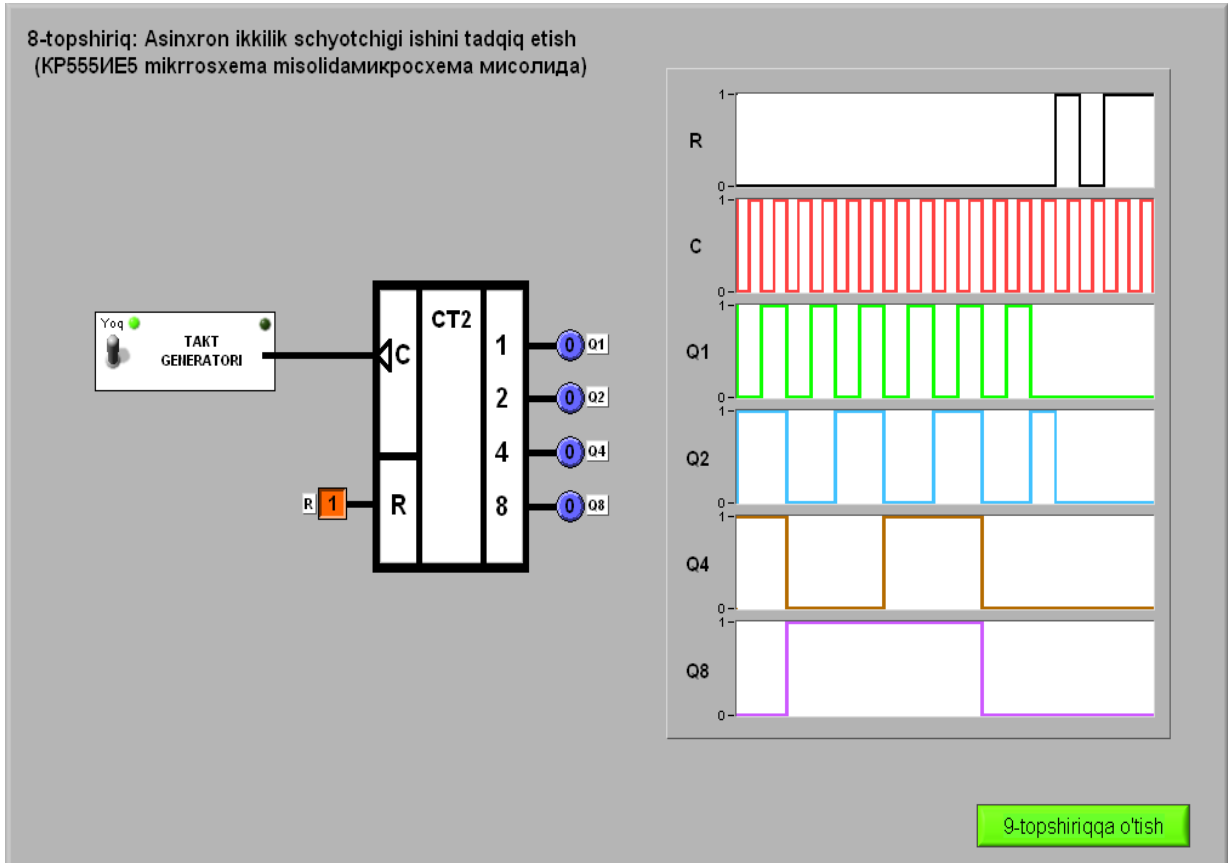 8-topshiriq: Asinxron ikkilik schyotchigi ishini tadqiq etish
(КР555ИЕ5 mikrrosxema misolidaмикросхема мисолида)
Yoq
TAKT
GENERATORI
C
R
CT2
1
2
4
8
0 Q1
0 Q2
0 Q4
0 Q8
R 1
1
R
0
1
C
0
1
Q1
0
1
Q2
0
1
Q4
0
1
Q8
0
9-topshiriqqa o'tish